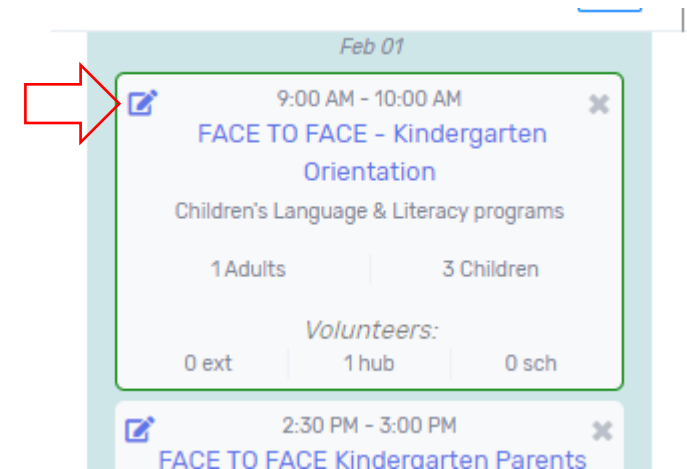 Feb 01
9:00 AM - 10:00 AM
FACE TO FACE - Kindergarten
Orientation
Children's Language & Literacy programs
1 Adults 3 Children
Volunteers:
0 ext 1 hub 0 sch
2:30 PM - 3:00 PM
FACE TO FACE Kindergarten Parents